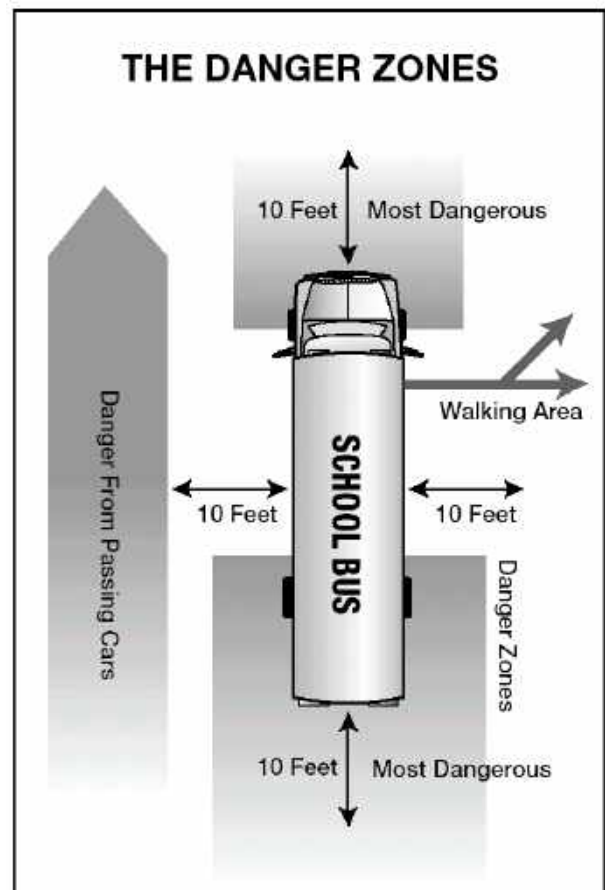 THE DANGER ZONES
10 Feet
Most Dangerous
Walking Area
Danger From Passing Cars
SCHOOL BUS
10 Feet
10 Feet
Danger Zones
10 Feet
Most Dangerous